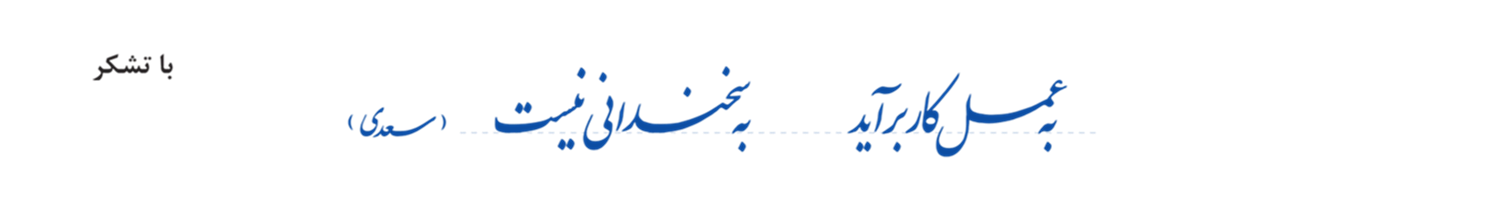 با تشکر
به عمل کار برآید به سخندانی نیست (سعدی)